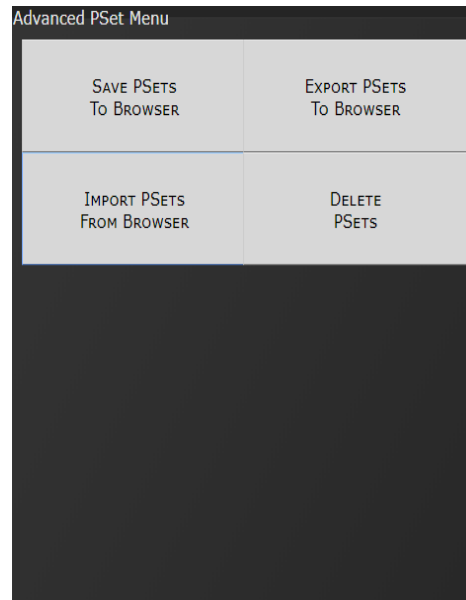 Advanced PSet Menu
Save PSets
To Browser
Export PSets
To Browser
Import PSets
From Browser
Delete
PSets